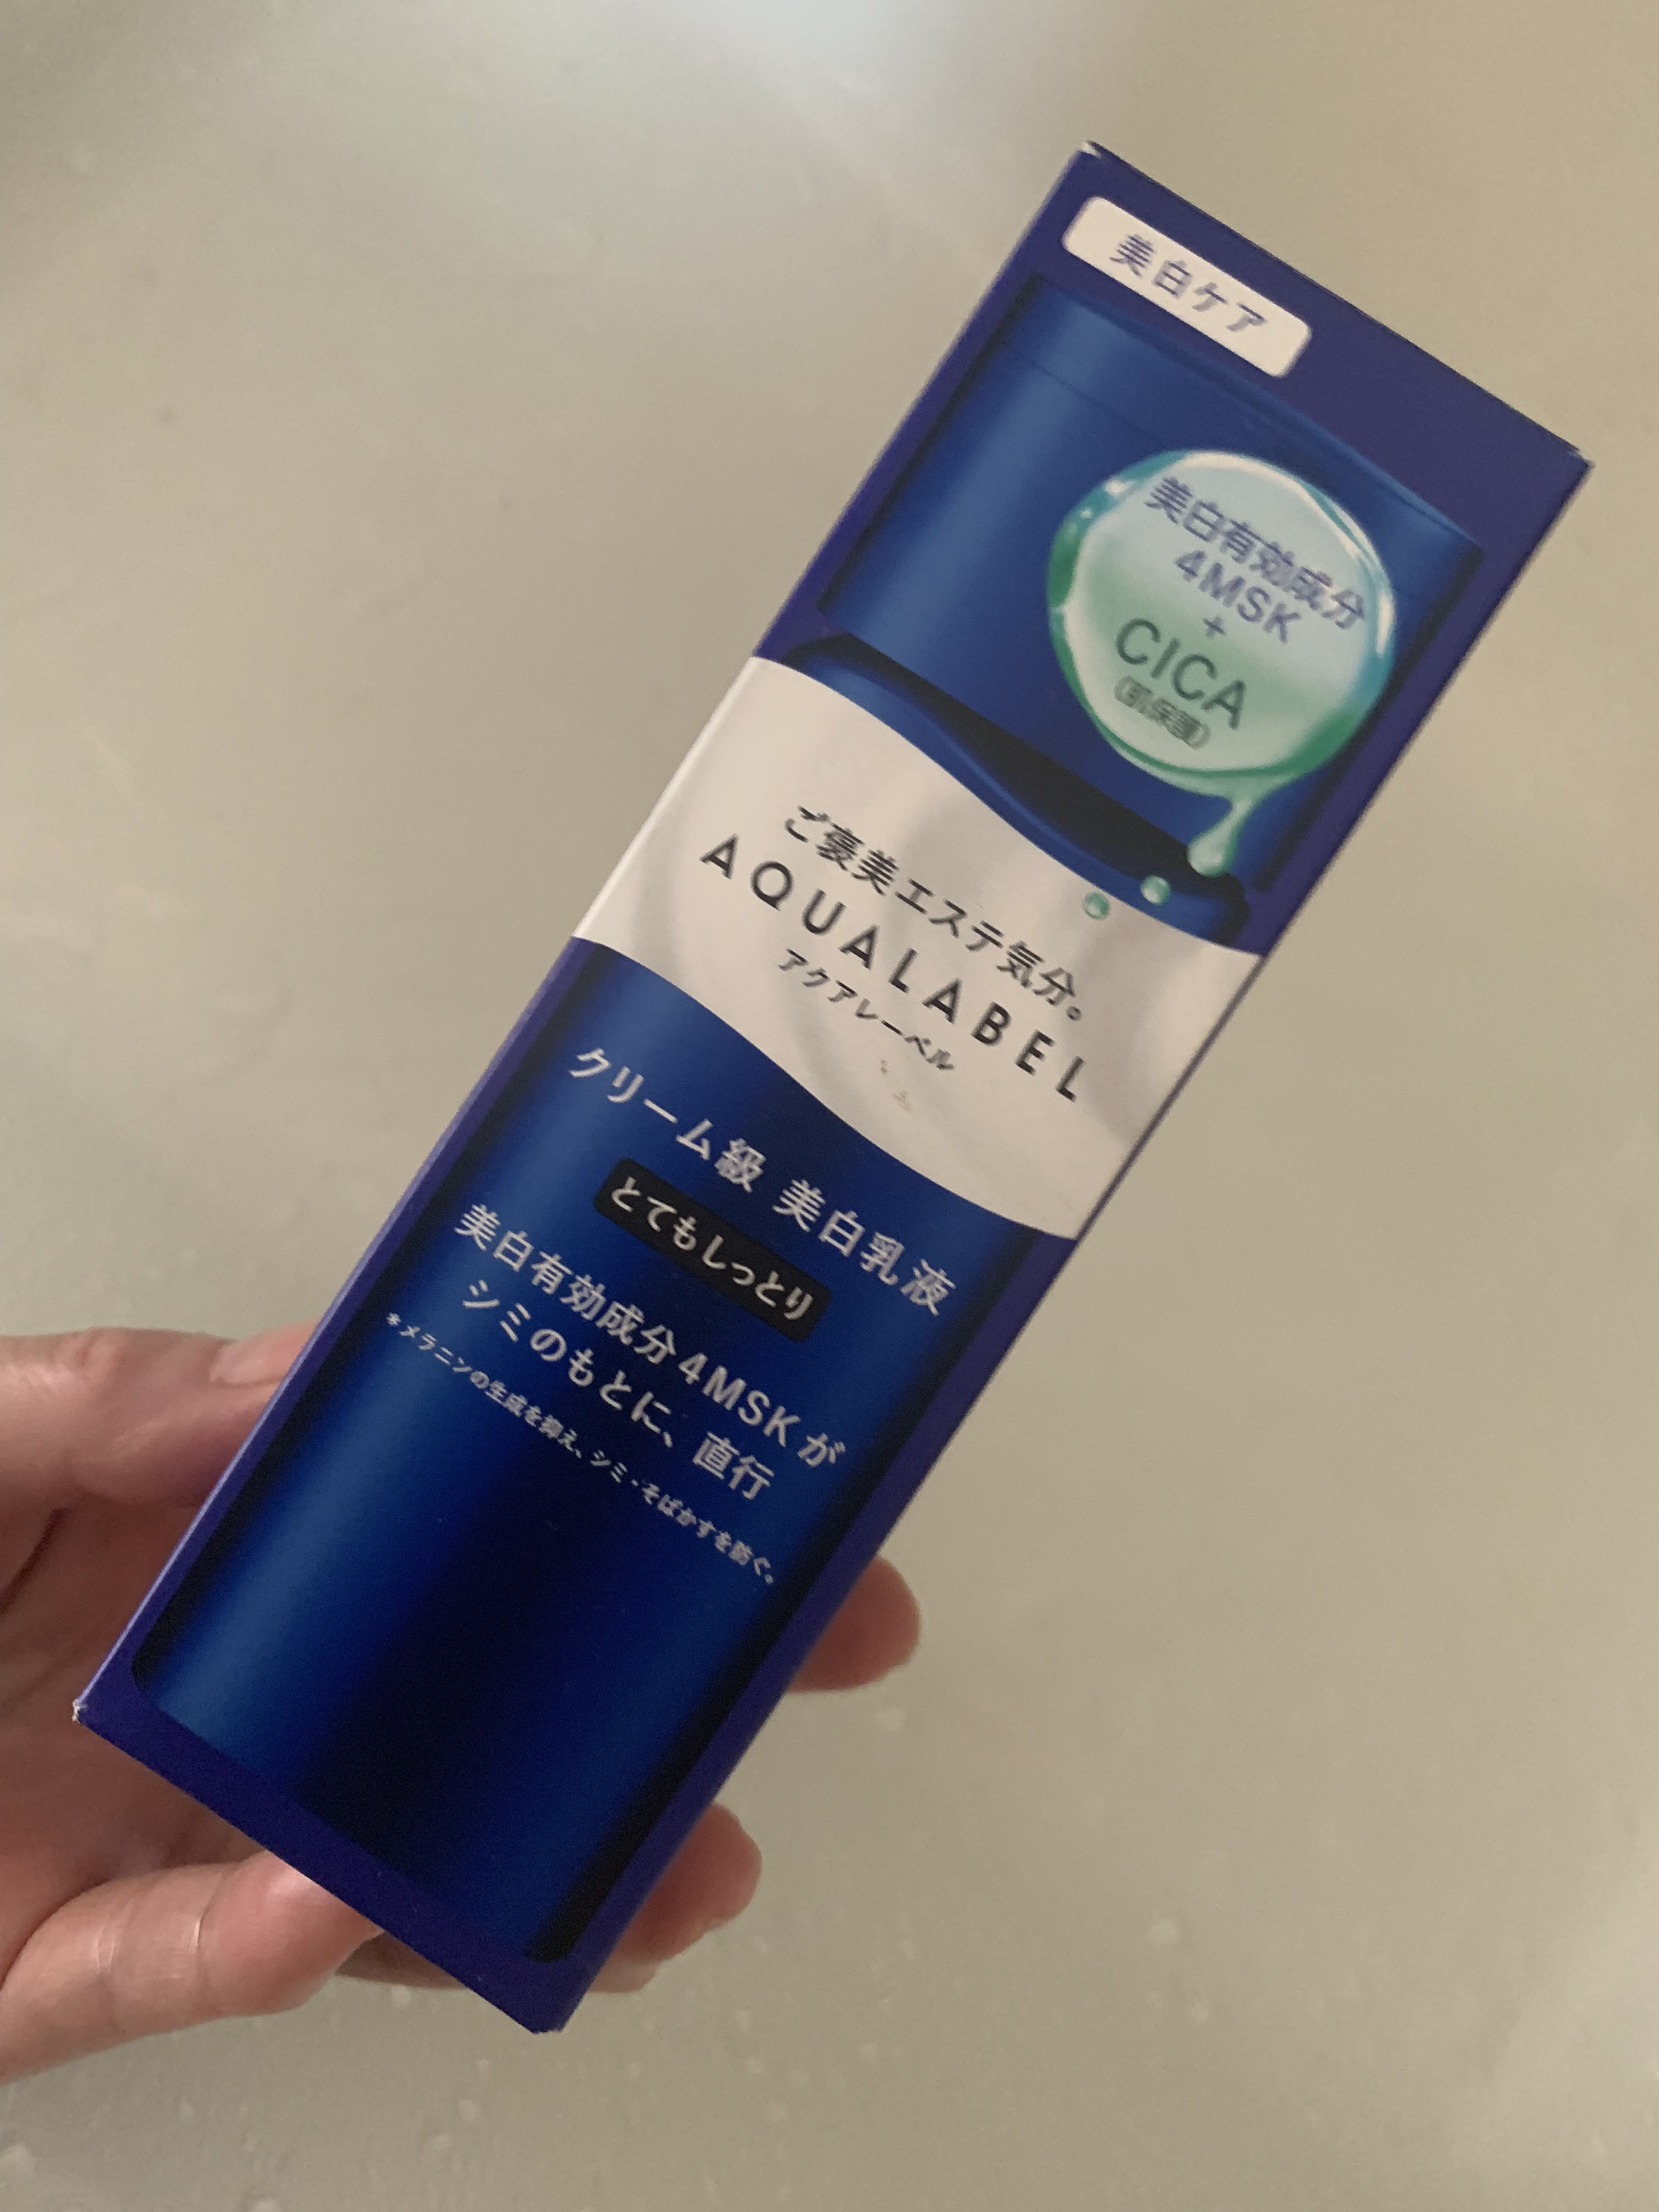 美白ケア
美白有効成分
4MSK
+
CICA
(肌保護)
ご褒美エステ気分。
AQUALABEL
アクアレーベル
クリーム級 美白乳液
とてもしっとり
美白有効成分4MSKが
シミのもとに、直行
*メラニンの生成を抑え、シミ・そばかすを防ぐ。